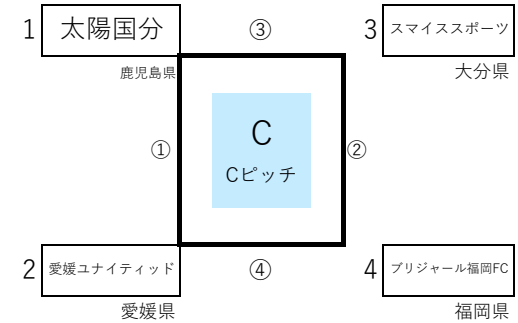 1 太陽国分
鹿児島県
③
3 スマイススポーツ
大分県
①
C
Cピッチ
②
2 愛媛ユナイティッド
愛媛県
④
4 ブリジャール福岡FC
福岡県